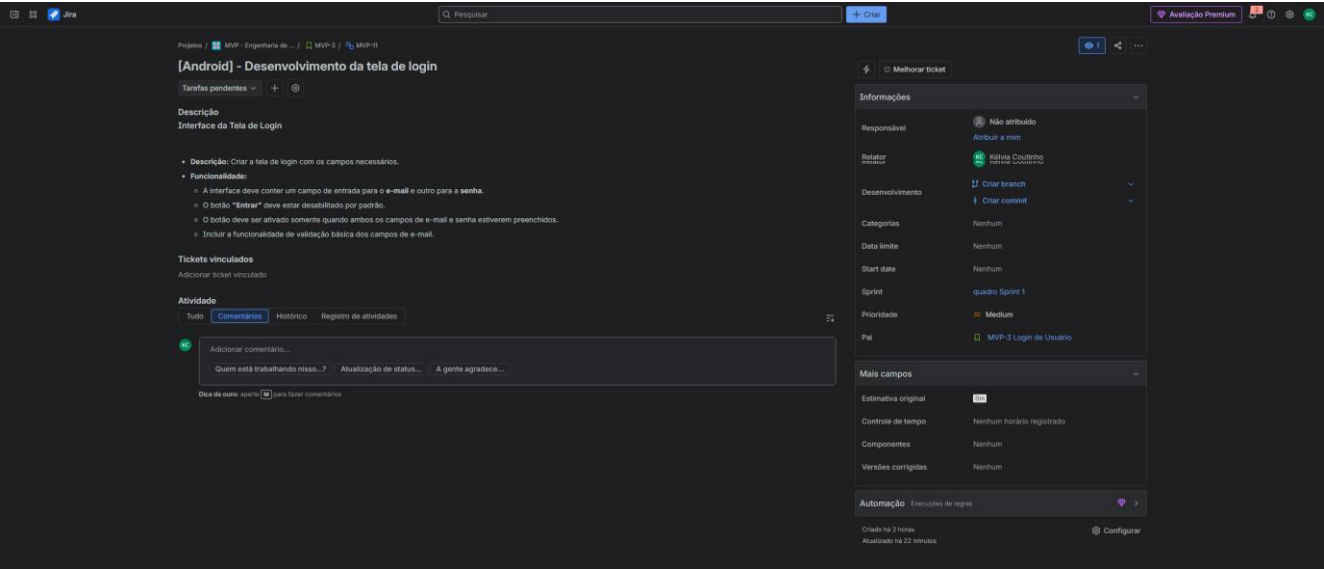 Jira
Pesquisar
+ Criar
Avaliação Premium
2
KC
Projetos / MVP - Engenharia de ... / MVP-3 / MVP-11
1
[Android] - Desenvolvimento da tela de login
Melhorar ticket
Tarefas pendentes
Descrição
Interface da Tela de Login
• Descrição: Criar a tela de login com os campos necessários.
• Funcionalidade:
◦ A interface deve conter um campo de entrada para o e-mail e outro para a senha.
◦ O botão "Entrar" deve estar desabilitado por padrão.
◦ O botão deve ser ativado somente quando ambos os campos de e-mail e senha estiverem preenchidos.
◦ Incluir a funcionalidade de validação básica dos campos de e-mail.
Tickets vinculados
Adicionar ticket vinculado
Atividade
Tudo Comentários Histórico Registro de atividades
KC
Adicionar comentário...
Quem está trabalhando nisso...? Atualização de status... A gente agradece...
Dica de ouro: aperte M para fazer comentários
Informações
Responsável Não atribuído
Atribuir a mim
Relator KC Kélvia Coutinho
Desenvolvimento Criar branch
Criar commit
Categorias Nenhum
Data limite Nenhum
Start date Nenhum
Sprint quadro Sprint 1
Prioridade Medium
Pai MVP-3 Login de Usuário
Mais campos
Estimativa original 0m
Controle de tempo Nenhum horário registrado
Componentes Nenhum
Versões corrigidas Nenhum
Automação Execuções de regras
Criado há 2 horas
Configurar
Atualizado há 22 minutos